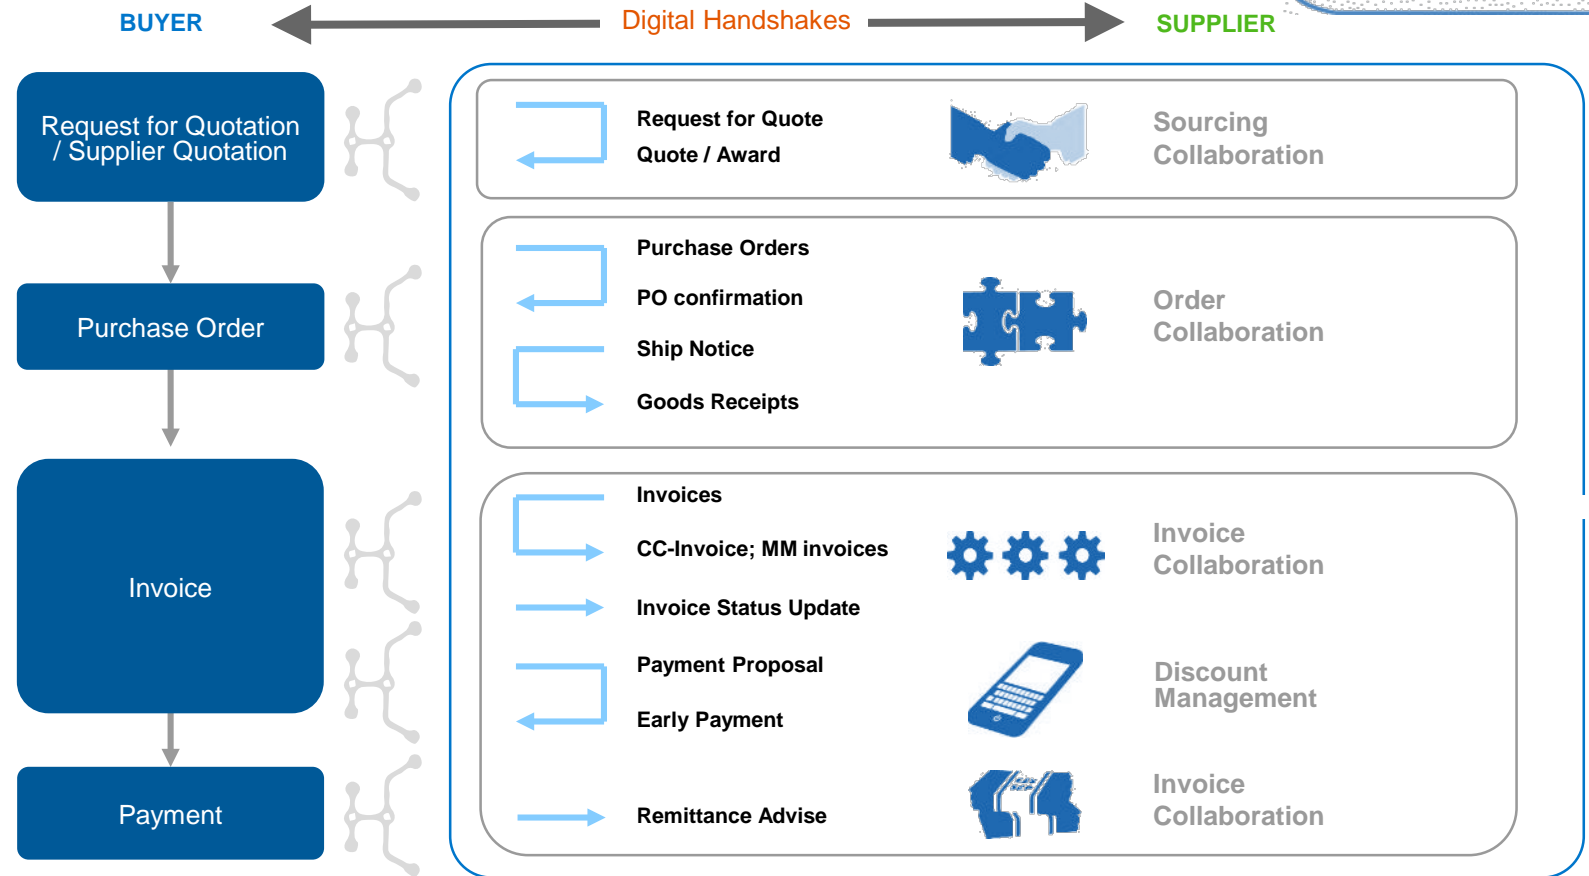 BUYER
Digital Handshakes
SUPPLIER
Request for Quotation
/ Supplier Quotation
Request for Quote
Quote / Award
Sourcing
Collaboration
Purchase Order
Purchase Orders
PO confirmation
Ship Notice
Goods Receipts
Order
Collaboration
Invoice
Invoices
CC-Invoice; MM invoices
Invoice Status Update
Invoice
Collaboration
Payment Proposal
Early Payment
Discount
Management
Payment
Remittance Advise
Invoice
Collaboration